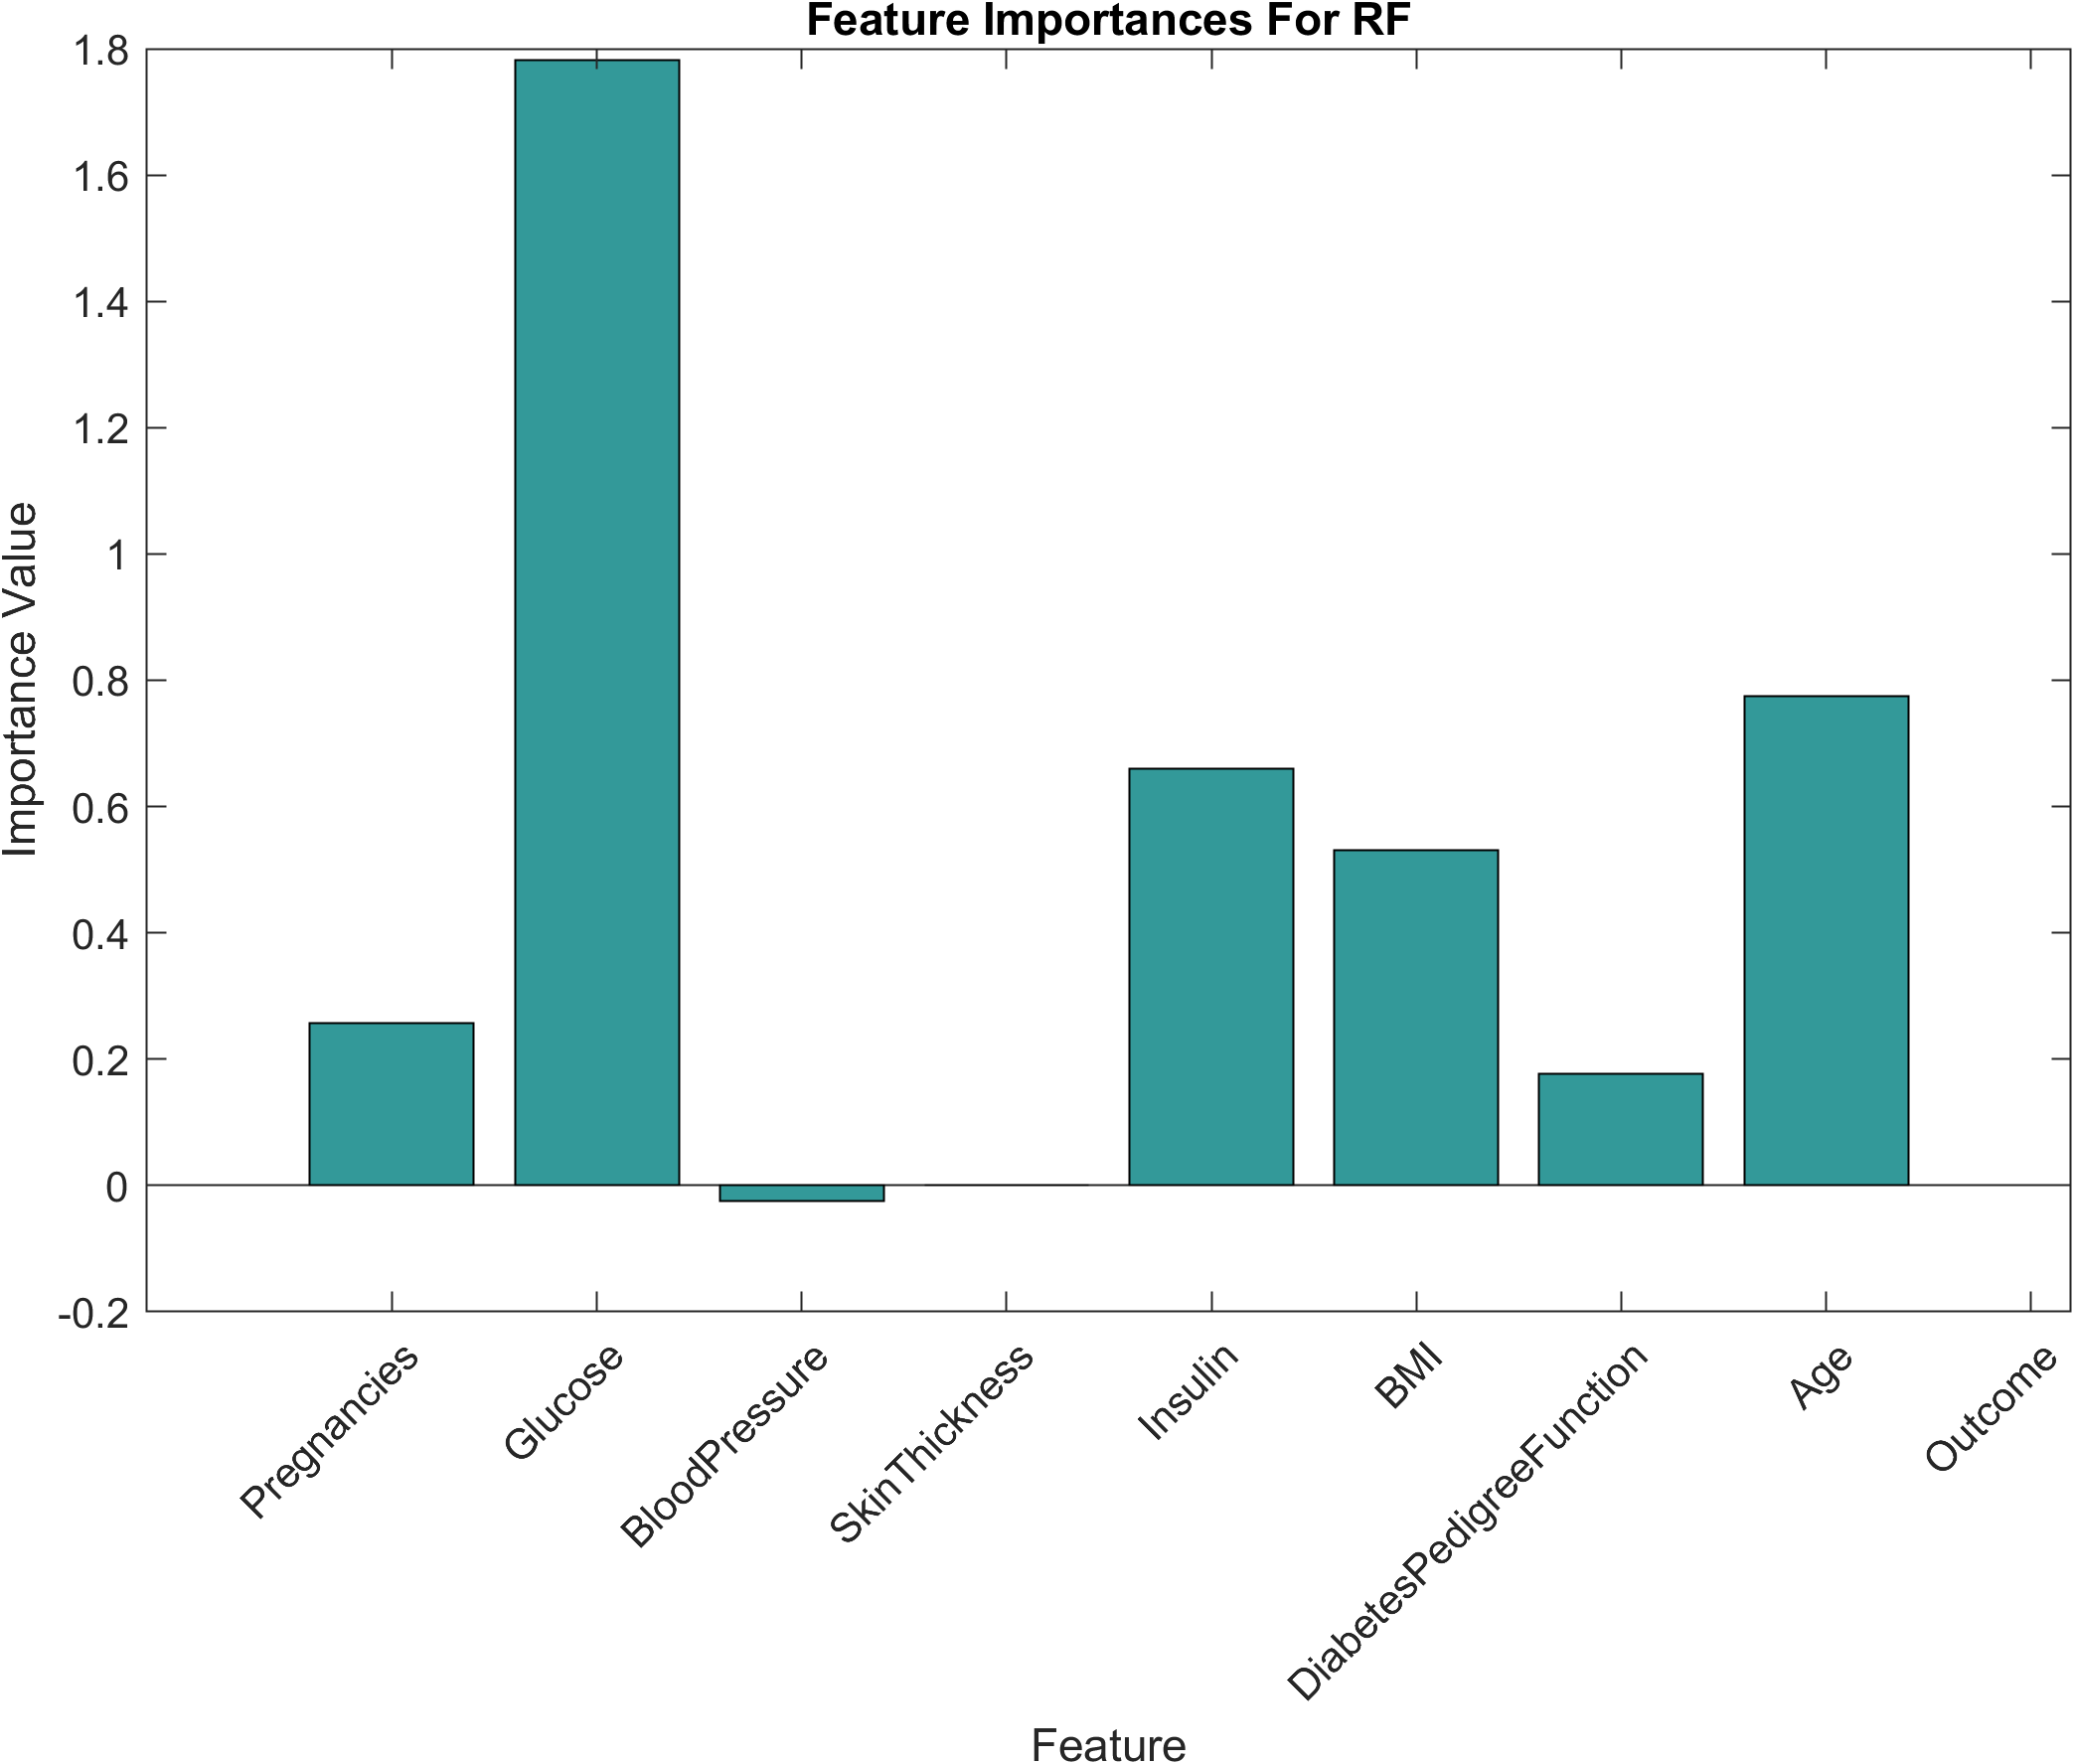 Feature Importances For RF
1.8
1.6
1.4
1.2
1
0.8
0.6
0.4
0.2
0
-0.2
Importance Value
Pregnancies
Glucose
BloodPressure
SkinThickness
Insulin
BMI
DiabetesPedigreeFunction
Age
Outcome
Feature